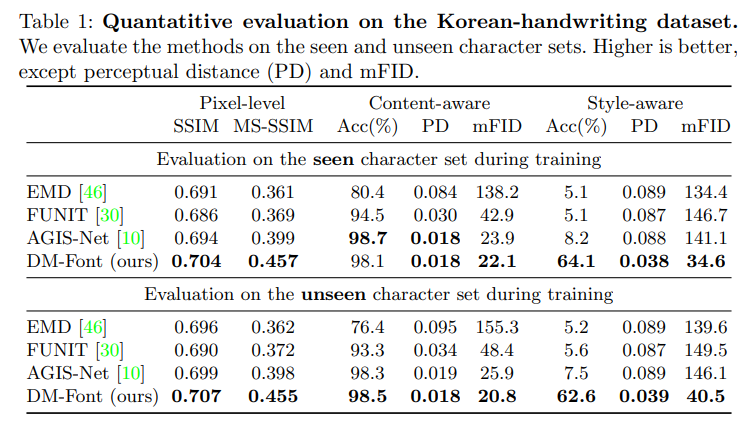 Table 1: Quantatitive evaluation on the Korean-handwriting dataset.
We evaluate the methods on the seen and unseen character sets. Higher is better,
except perceptual distance (PD) and mFID.
Pixel-level Content-aware Style-aware
SSIM MS-SSIM Acc(%) PD mFID Acc(%) PD mFID
Evaluation on the seen character set during training
EMD [46] 0.691 0.361 80.4 0.084 138.2 5.1 0.089 134.4
FUNIT [30] 0.686 0.369 94.5 0.030 42.9 5.1 0.087 146.7
AGIS-Net [10] 0.694 0.399 98.7 0.018 23.9 8.2 0.088 141.1
DM-Font (ours) 0.704 0.457 98.1 0.018 22.1 64.1 0.038 34.6
Evaluation on the unseen character set during training
EMD [46] 0.696 0.362 76.4 0.095 155.3 5.2 0.089 139.6
FUNIT [30] 0.690 0.372 93.3 0.034 48.4 5.6 0.087 149.5
AGIS-Net [10] 0.699 0.398 98.3 0.019 25.9 7.5 0.089 146.1
DM-Font (ours) 0.707 0.455 98.5 0.018 20.8 62.6 0.039 40.5